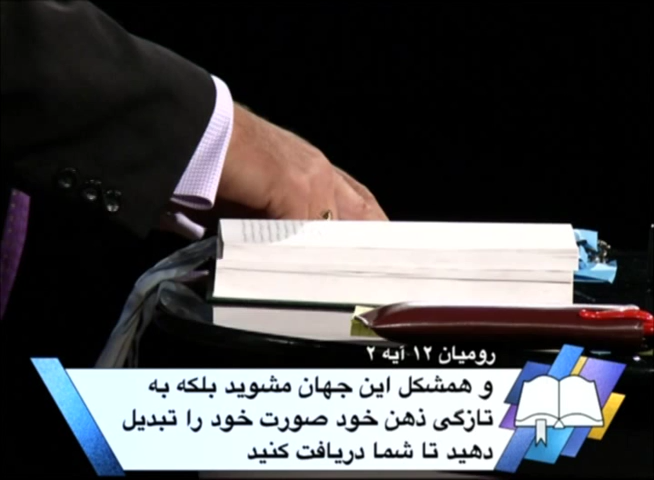 رومیان ۱۲ آیه ۲
و همشکل این جهان مشوید بلکه به
تازگی ذهن خود صورت خود را تبدیل
دهید تا شما دریافت کنید